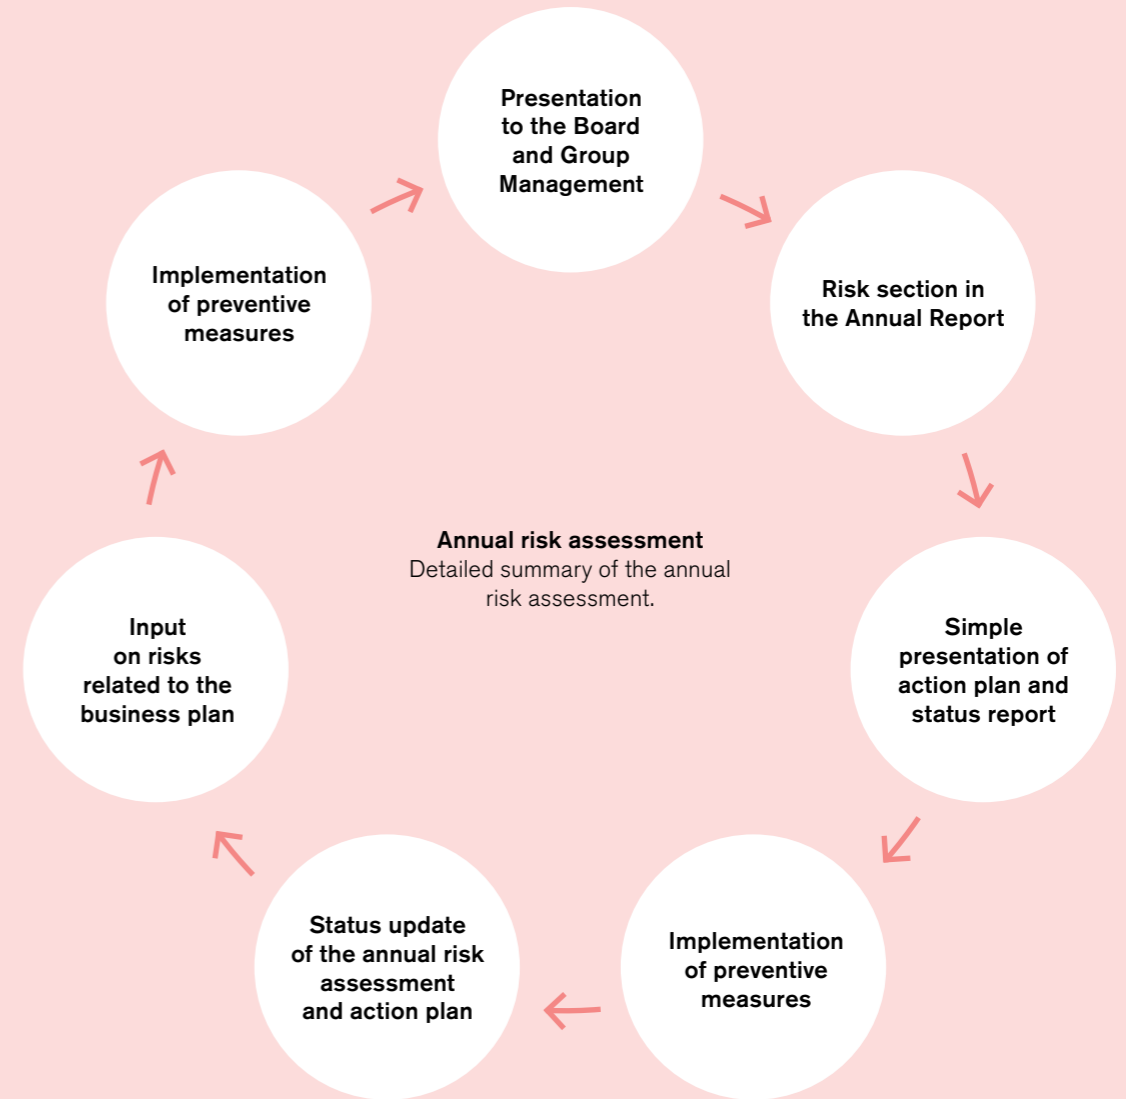 Presentation
to the Board
and Group
Management
Risk section in
the Annual Report
Simple
presentation of
action plan and
status report
Implementation
of preventive
measures
Status update
of the annual risk
assessment
and action plan
Input
on risks
related to the
business plan
Implementation
of preventive
measures
Annual risk assessment
Detailed summary of the annual
risk assessment.